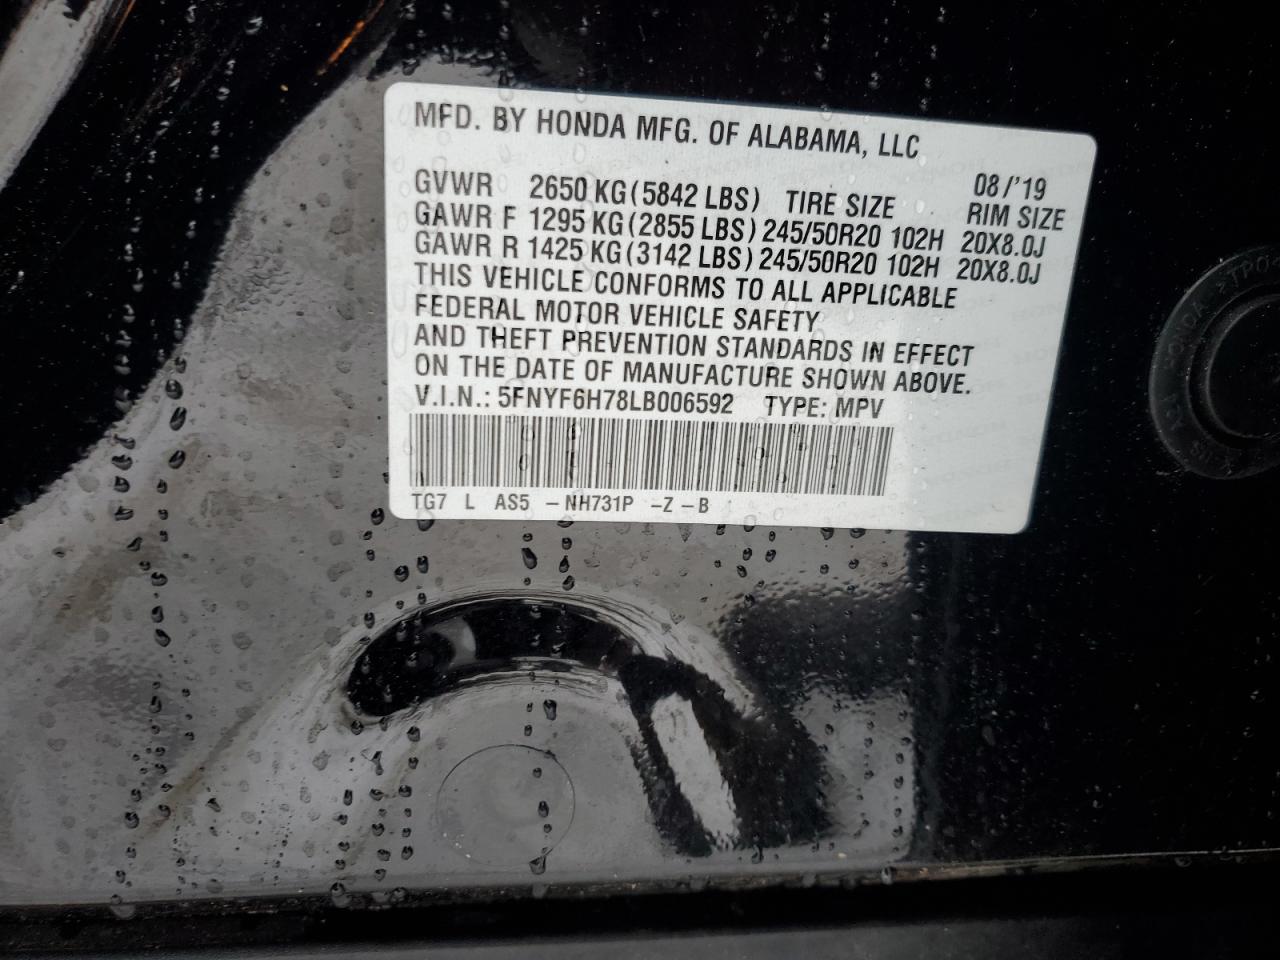 MFD. BY HONDA MFG. OF ALABAMA, LLC
08/'19
GVWR 2650 KG(5842 LBS) TIRE SIZE RIM SIZE
GAWR F 1295 KG(2855 LBS) 245/50R20 102H 20X8.0J
GAWR R 1425 KG(3142 LBS) 245/50R20 102H 20X8.0J
THIS VEHICLE CONFORMS TO ALL APPLICABLE
FEDERAL MOTOR VEHICLE SAFETY
AND THEFT PREVENTION STANDARDS IN EFFECT
ON THE DATE OF MANUFACTURE SHOWN ABOVE.
V.I.N.: 5FNYF6H78LB006592 TYPE: MPV
TG7 L AS5 -NH731P -Z -B